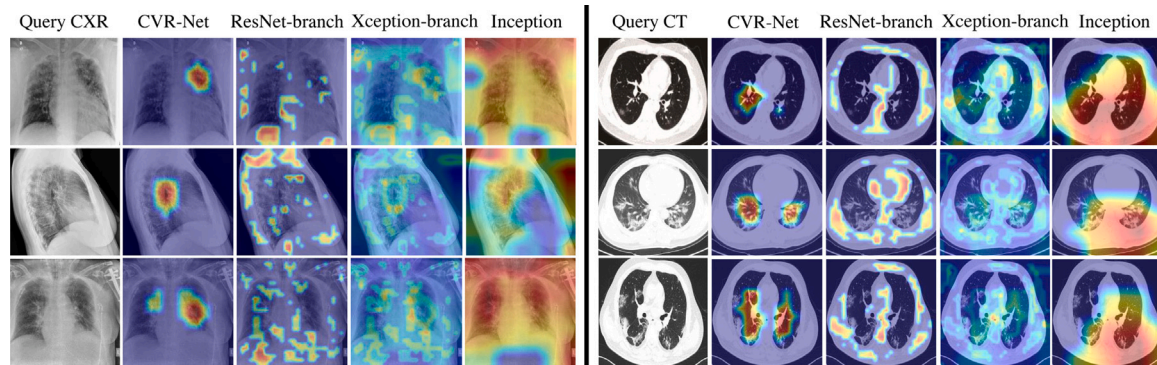 Query CXR CVR-Net ResNet-branch Xception-branch Inception
Query CT CVR-Net ResNet-branch Xception-branch Inception